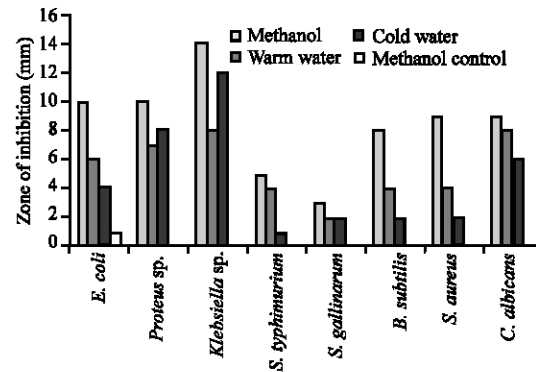 16
14
12
10
8
6
4
2
0
Zone of inhibition (mm)
Methanol
Cold water
Warm water
Methanol control
E. coli
Proteus sp.
Klebsiella sp.
S. typhimurium
S. gallinarum
B. subtilis
S. aureus
C. albicans